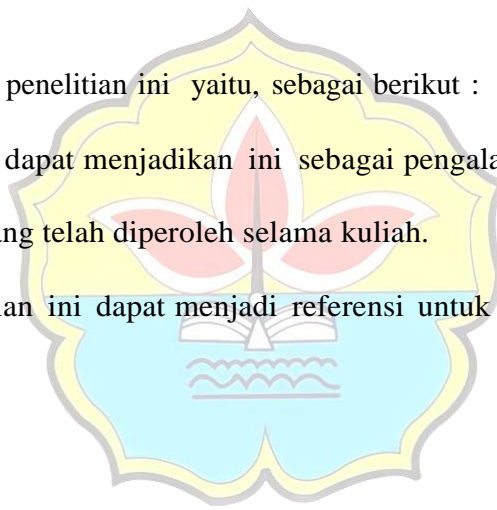 penelitian ini yaitu, sebagai berikut :
dapat menjadikan ini sebagai pengala
ang telah diperoleh selama kuliah.
an ini dapat menjadi referensi untuk